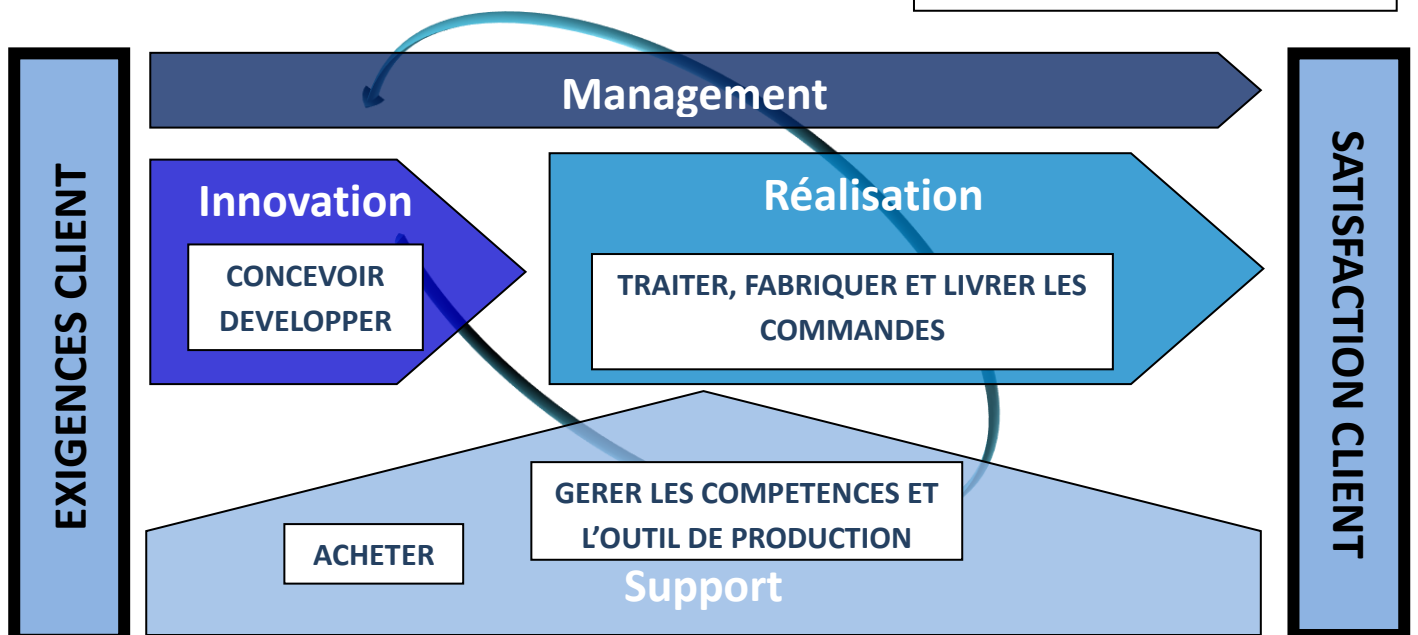 Management
EXIGENCES CLIENT
Innovation
CONCEVOIR
DEVELOPPER
Réalisation
TRAITER, FABRIQUER ET LIVRER LES
COMMANDES
SATISFACTION CLIENT
GERER LES COMPETENCES ET
L’OUTIL DE PRODUCTION
ACHETER
Support